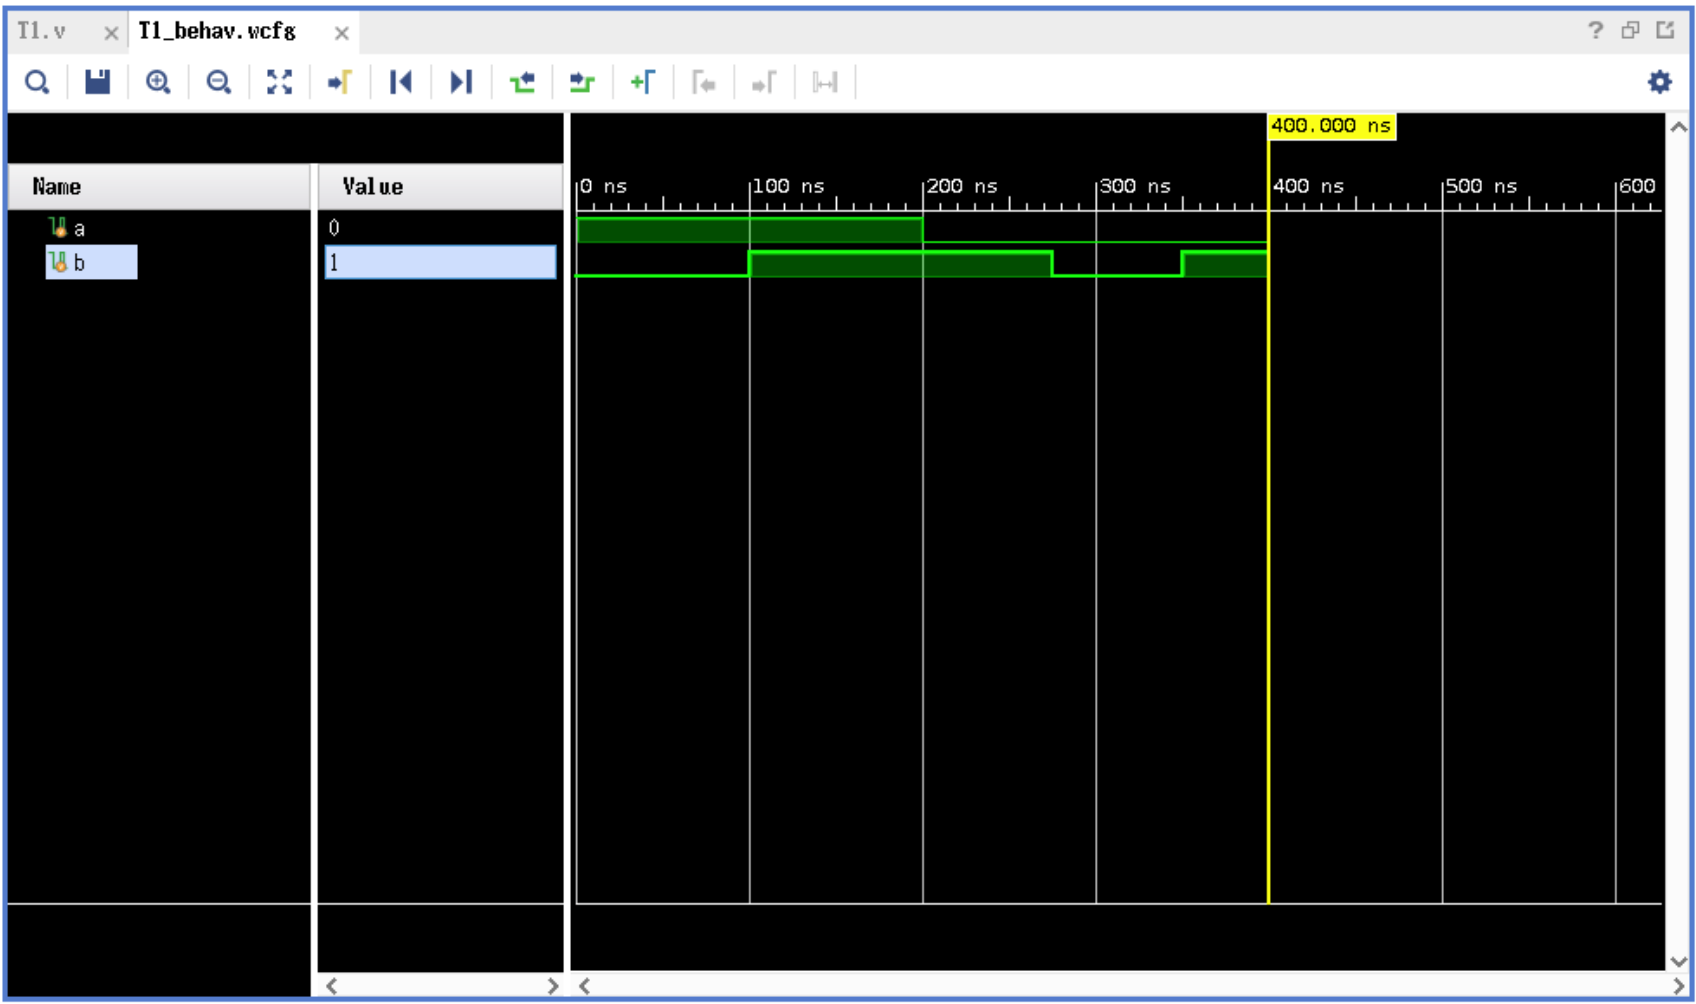 T1.v × T1_behav.wcfg × ?
400.000 ns
Name Value 0 ns 100 ns 200 ns 300 ns 400 ns 500 ns 600
a 0
b 1